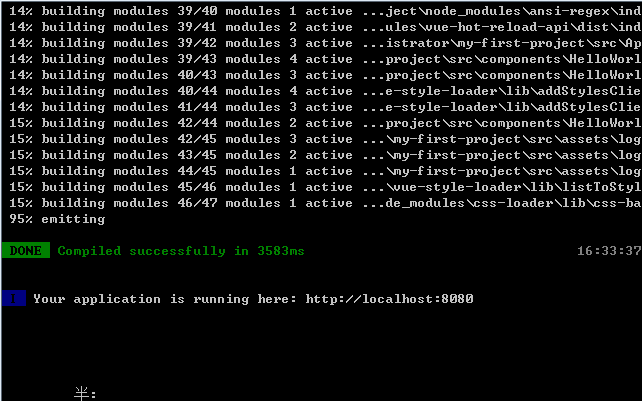 14% building modules 39/40 modules 1 active ...ject\node_modules\ansi-regex\ind
14% building modules 39/41 modules 2 active ...ules\vue-hot-reload-api\dist\ind
14% building modules 39/42 modules 3 active ...istrator\my-first-project\src\Ap
14% building modules 39/43 modules 4 active ...project\src\components\HelloWorl
14% building modules 40/43 modules 3 active ...project\src\components\HelloWorl
14% building modules 40/44 modules 4 active ...e-style-loader\lib\addStylesClie
14% building modules 41/44 modules 3 active ...e-style-loader\lib\addStylesClie
15% building modules 42/44 modules 2 active ...project\src\components\HelloWorl
15% building modules 42/45 modules 3 active ...\my-first-project\src\assets\log
15% building modules 43/45 modules 2 active ...\my-first-project\src\assets\log
15% building modules 44/45 modules 1 active ...\my-first-project\src\assets\log
15% building modules 45/46 modules 1 active ...\vue-style-loader\lib\listToStyl
15% building modules 46/47 modules 1 active ...de_modules\css-loader\lib\css-ba
95% emitting
DONE Compiled successfully in 3583ms 16:33:37
Your application is running here: http://localhost:8080
半: